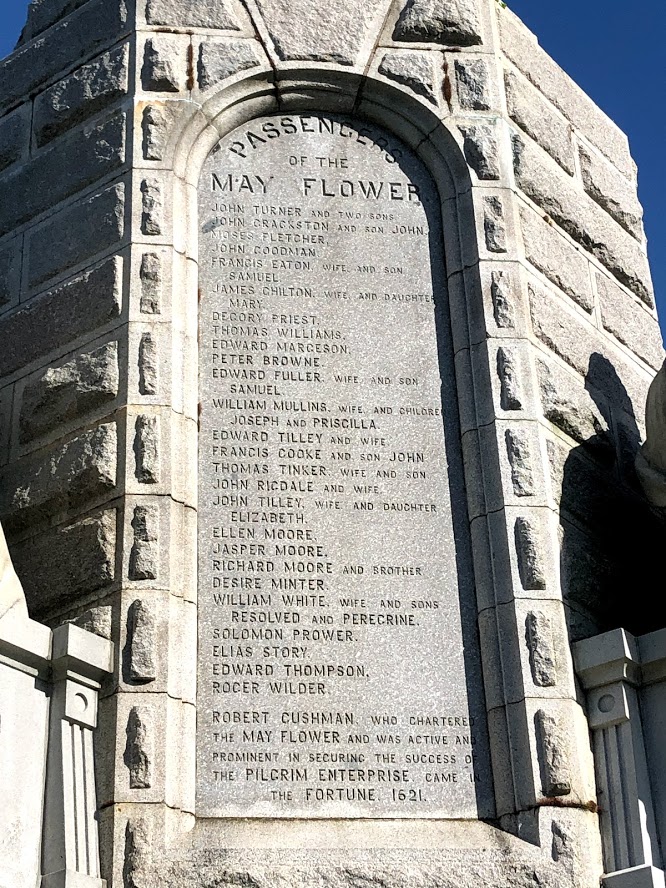 PASSENGERS
OF THE
MAY FLOWER.
JOHN TURNER AND TWO SONS
JOHN CRACKSTON AND SON JOHN.
MOSES FLETCHER.
JOHN GOODMAN
FRANCIS EATON, WIFE, AND SON,
SAMUEL.
JAMES CHILTON, WIFE, AND DAUGHTER
MARY.
DEGORY PRIEST.
THOMAS WILLIAMS.
EDWARD MARGESON.
PETER BROWNE.
EDWARD FULLER, WIFE, AND SON
SAMUEL.
WILLIAM MULLINS, WIFE, AND CHILDREN
JOSEPH AND PRISCILLA.
EDWARD TILLEY AND WIFE
FRANCIS COOKE AND SON JOHN
THOMAS TINKER, WIFE AND SON
JOHN RIGDALE AND WIFE.
JOHN TILLEY, WIFE, AND DAUGHTER
ELIZABETH.
ELLEN MOORE.
JASPER MOORE.
RICHARD MOORE AND BROTHER
DESIRE MINTER.
WILLIAM WHITE, WIFE, AND SONS
RESOLVED AND PEREGRINE.
SOLOMON PROWER.
ELIAS STORY.
EDWARD THOMPSON.
ROGER WILDER.
ROBERT CUSHMAN, WHO CHARTERED
THE MAY FLOWER AND WAS ACTIVE AND
PROMINENT IN SECURING THE SUCCESS OF
THE PILGRIM ENTERPRISE CAME IN
THE FORTUNE, 1621.